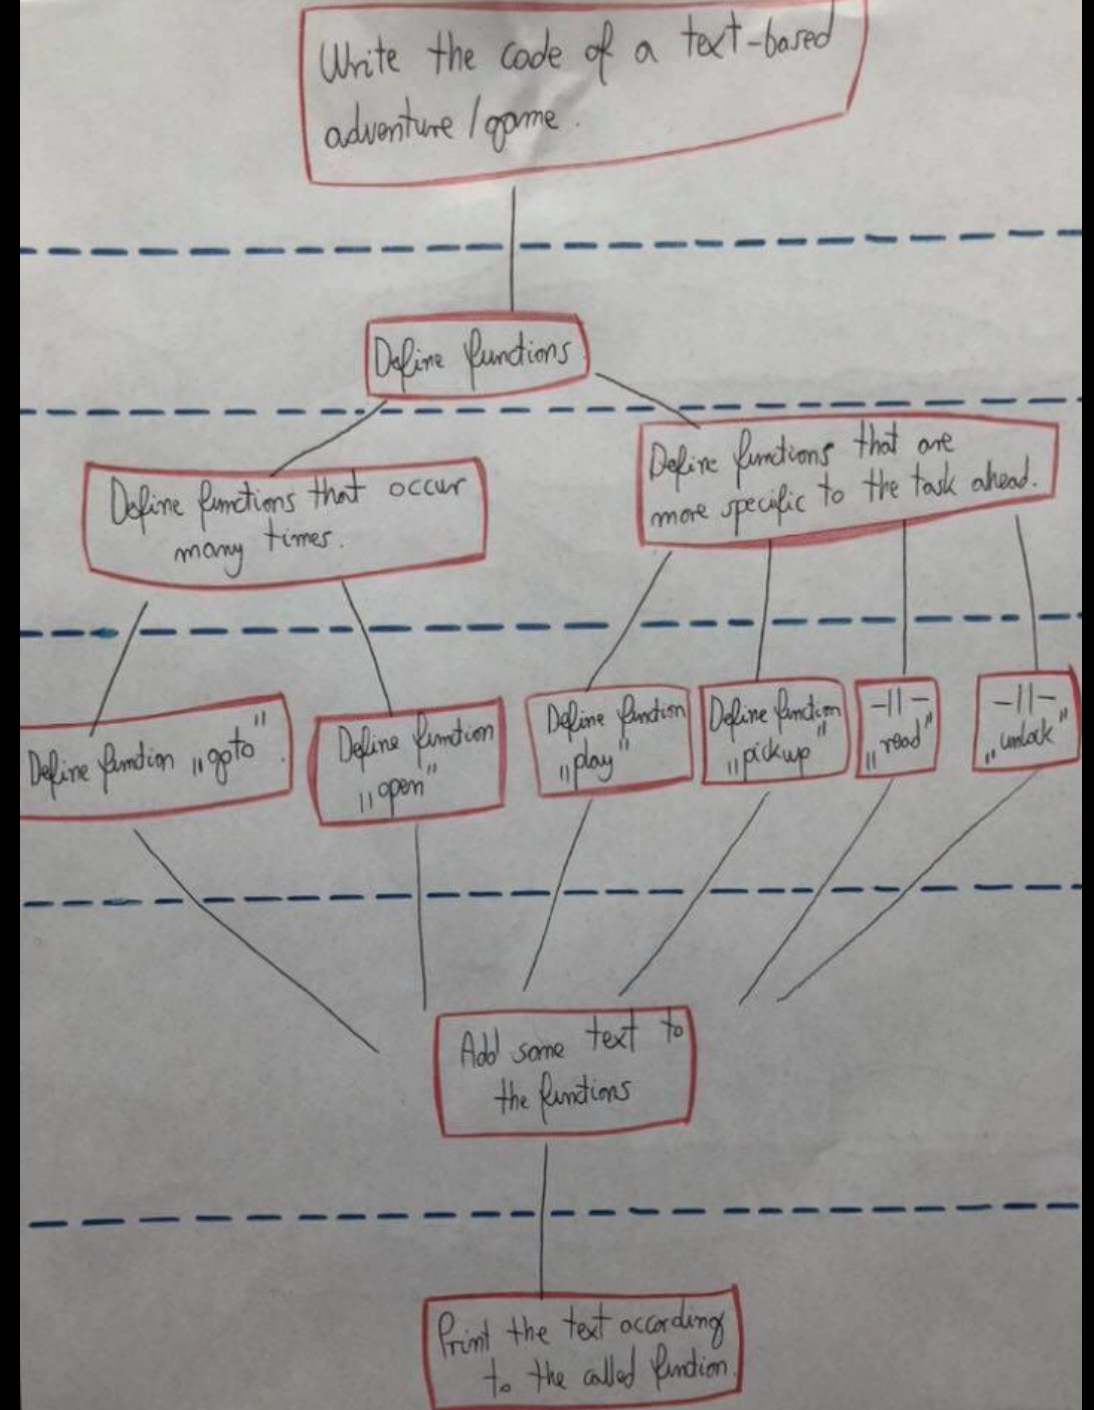 Write the code of a text-based
adventure/game.
Define functions
Define functions that occur
many times.
Define functions that are
more specific to the task ahead.
Define function „goto”.
Define function
„open”
Define function
„play”
Define function
„pickup”
-||-
„read”
-||-
„unlock”
Add some text to
the functions
Print the text according
to the called function.